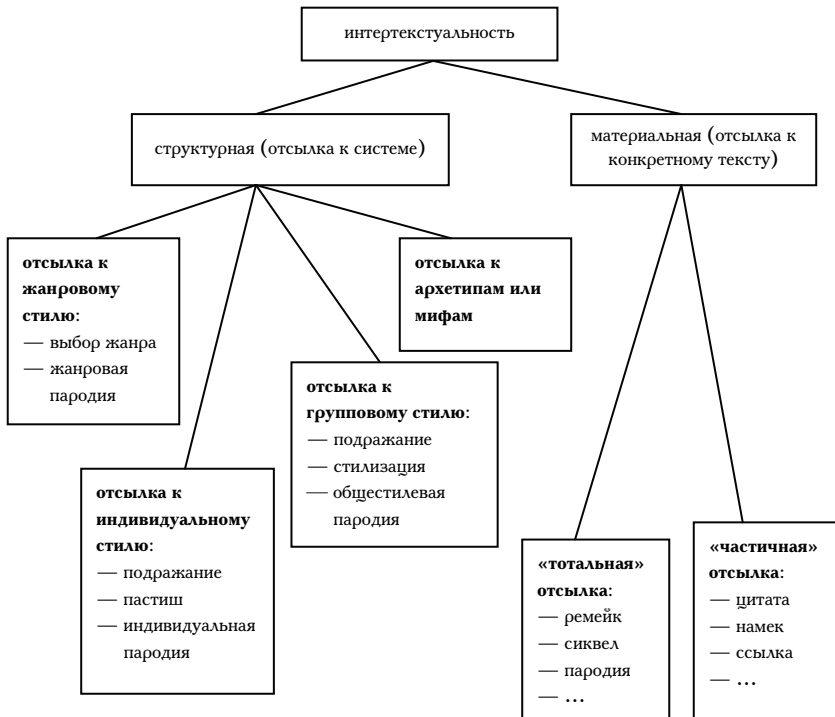 интертекстуальность
структурная (отсылка к системе)
материальная (отсылка к
конкретному тексту)
отсылка к
жанровому
стилю:
— выбор жанра
— жанровая
пародия
отсылка к
архетипам или
мифам
отсылка к
групповому стилю:
— подражание
— стилизация
— общестилевая
пародия
отсылка к
индивидуальному
стилю:
— подражание
— пастиш
— индивидуальная
пародия
«тотальная»
отсылка:
— ремейк
— сиквел
— пародия
— ...
«частичная»
отсылка:
— цитата
— намек
— ссылка
— ...